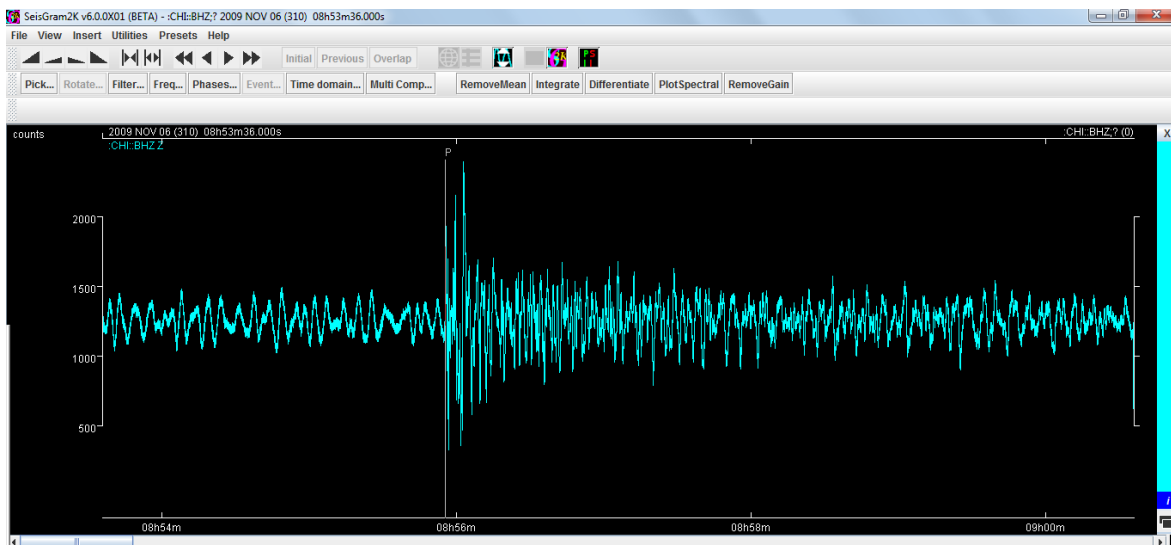 SeisGram2K v6.0.0X01 (BETA) - :CHI::BHZ;? 2009 NOV 06 (310) 08h53m36.000s
File View Insert Utilities Presets Help
Initial Previous Overlap
Pick... Rotate... Filter... Freq... Phases... Event... Time domain... Multi Comp... RemoveMean Integrate Differentiate PlotSpectral RemoveGain
counts 2009 NOV 06 (310) 08h53m36.000s :CHI::BHZ,? (0) X
:CHI::BHZ Z
P
2000
1500
1000
500
i
08h54m 08h56m 08h58m 09h00m